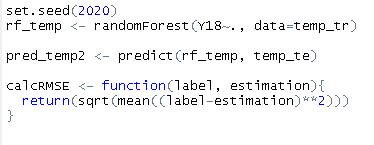 set.seed(2020)
rf_temp <- randomForest(Y18~., data=temp_tr)
pred_temp2 <- predict(rf_temp, temp_te)
calcRMSE <- function(label, estimation){
  return(sqrt(mean((label-estimation)**2)))
}